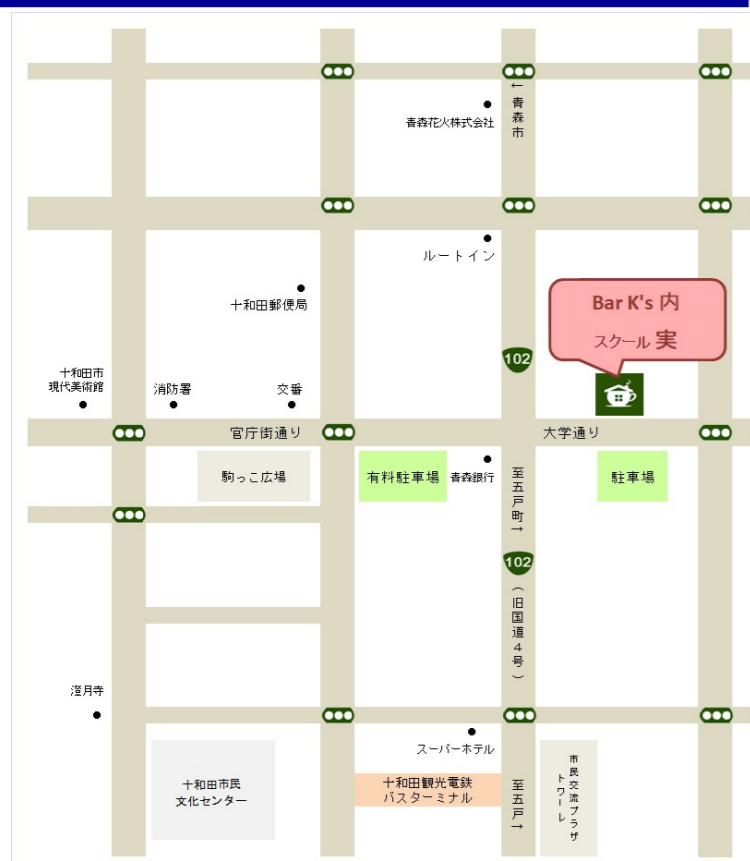 ←青森市
青森花火株式会社
ルートイン
十和田郵便局
Bar K's 内
スクール 実
102
十和田市
現代美術館
消防署
交番
官庁街通り
大学通り
駒っこ広場
有料駐車場
青森銀行
至五戸町→
駐車場
102
（旧国道4号）
澄月寺
スーパーホテル
十和田市民
文化センター
十和田観光電鉄
バスターミナル
至五戸→
市民交流プラザ
トワーレ